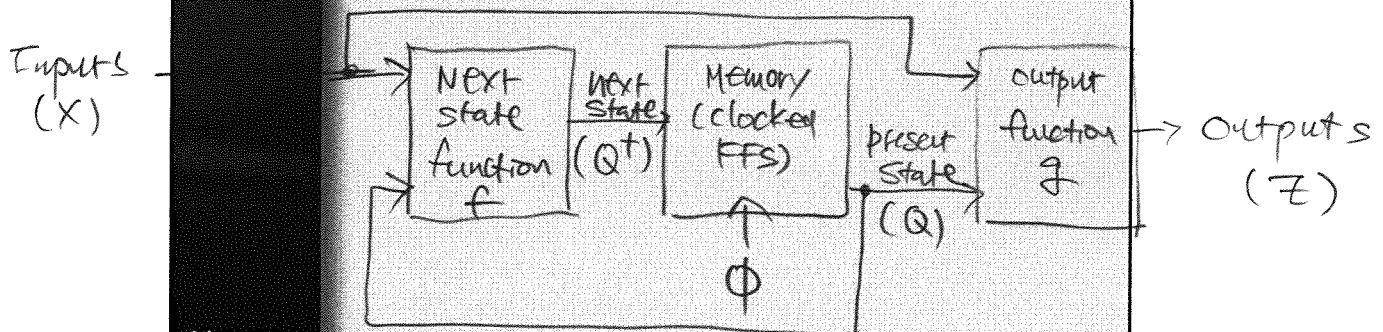 Inputs
(X)
Next
state
function
f
next
state
(Q+)
Memory
(clocked
FFS)
Φ
present
state
(Q)
output
function
g
Outputs
(Z)